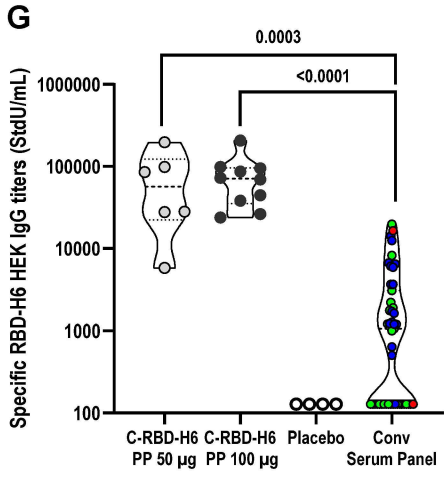 G
0.0003
<0.0001
Specific RBD-H6 HEK IgG titers (StdU/mL)
1000000
100000
10000
1000
100
C-RBD-H6 PP 50 µg
C-RBD-H6 PP 100 µg
Placebo
Conv Serum Panel